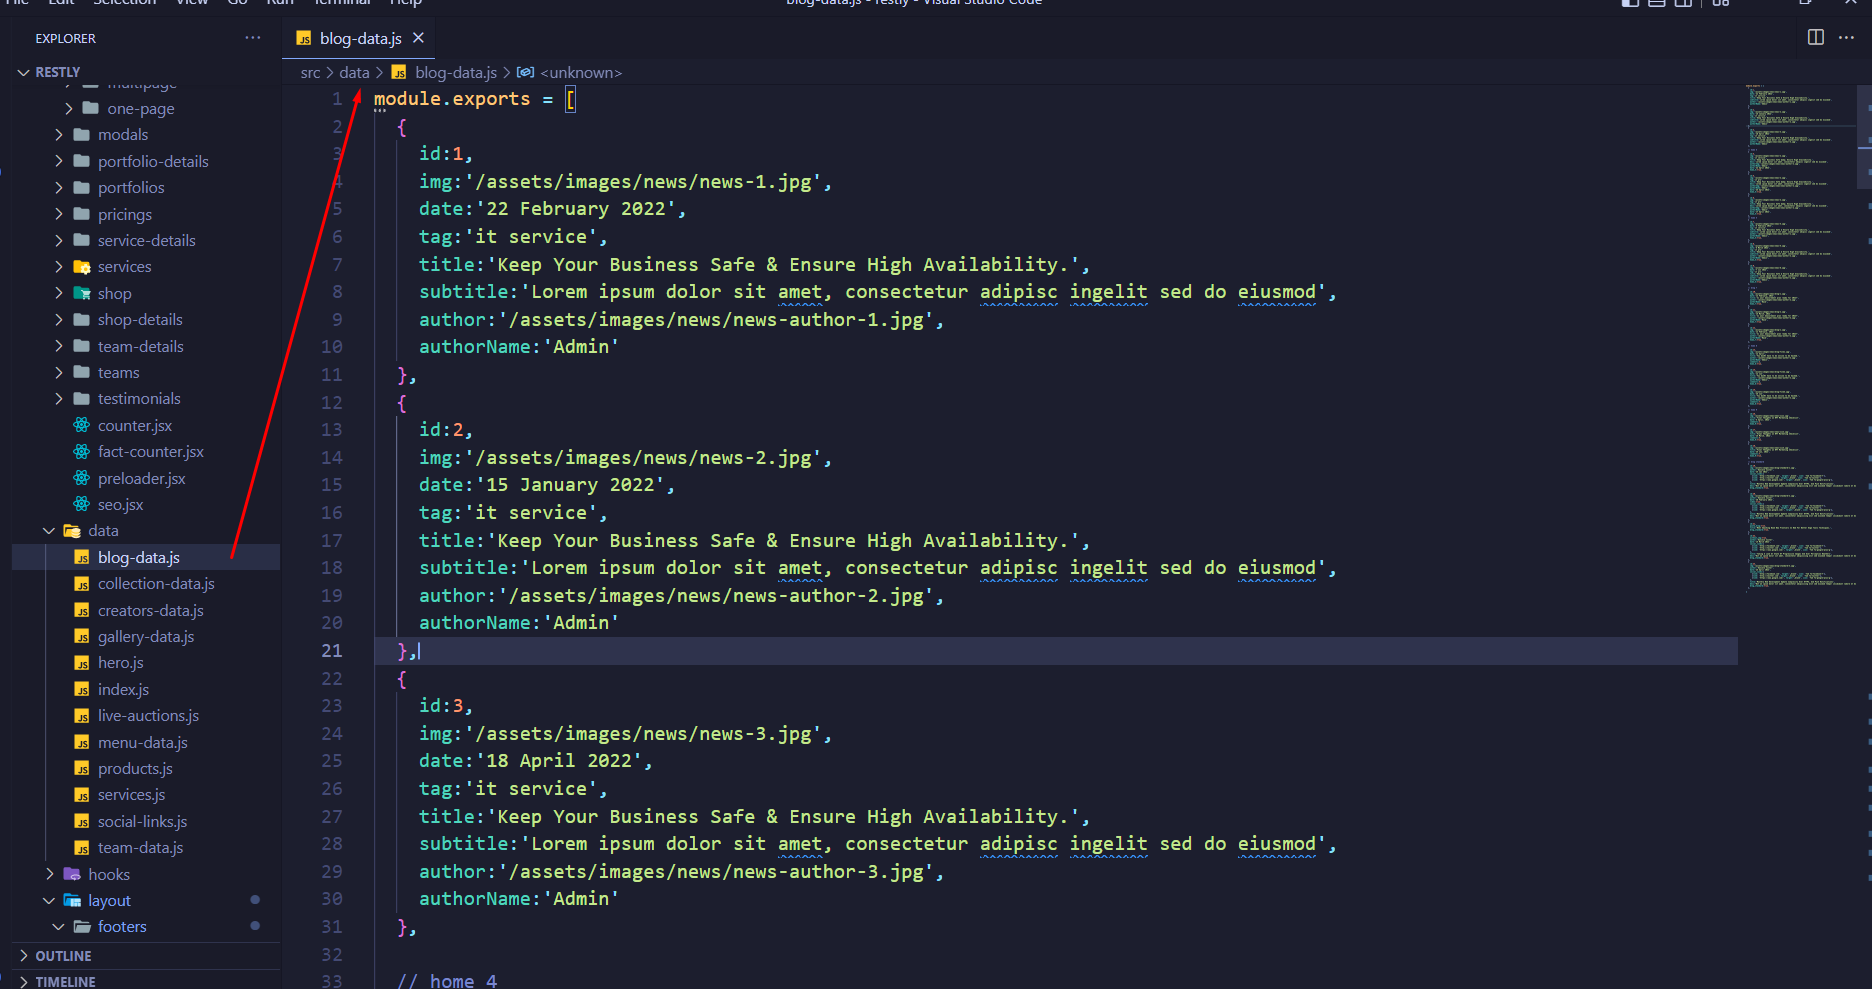 File Edit Selection View Go Run Terminal Help
blog-data.js - restly - Visual Studio Code
EXPLORER
RESTLY
multipage
one-page
modals
portfolio-details
portfolios
pricings
service-details
services
shop
shop-details
team-details
teams
testimonials
counter.jsx
fact-counter.jsx
preloader.jsx
seo.jsx
data
blog-data.js
collection-data.js
creators-data.js
gallery-data.js
hero.js
index.js
live-auctions.js
menu-data.js
products.js
services.js
social-links.js
team-data.js
hooks
layout
footers
OUTLINE
TIMELINE
blog-data.js
src > data > JS blog-data.js > <unknown>
1 module.exports = [
2 {
3 id:1,
4 img:'/assets/images/news/news-1.jpg',
5 date:'22 February 2022',
6 tag:'it service',
7 title:'Keep Your Business Safe & Ensure High Availability.',
8 subtitle:'Lorem ipsum dolor sit amet, consectetur adipisc ingelit sed do eiusmod',
9 author:'/assets/images/news/news-author-1.jpg',
10 authorName:'Admin'
11 },
12 {
13 id:2,
14 img:'/assets/images/news/news-2.jpg',
15 date:'15 January 2022',
16 tag:'it service',
17 title:'Keep Your Business Safe & Ensure High Availability.',
18 subtitle:'Lorem ipsum dolor sit amet, consectetur adipisc ingelit sed do eiusmod',
19 author:'/assets/images/news/news-author-2.jpg',
20 authorName:'Admin'
21 },
22 {
23 id:3,
24 img:'/assets/images/news/news-3.jpg',
25 date:'18 April 2022',
26 tag:'it service',
27 title:'Keep Your Business Safe & Ensure High Availability.',
28 subtitle:'Lorem ipsum dolor sit amet, consectetur adipisc ingelit sed do eiusmod',
29 author:'/assets/images/news/news-author-3.jpg',
30 authorName:'Admin'
31 },
32
33 // home 4